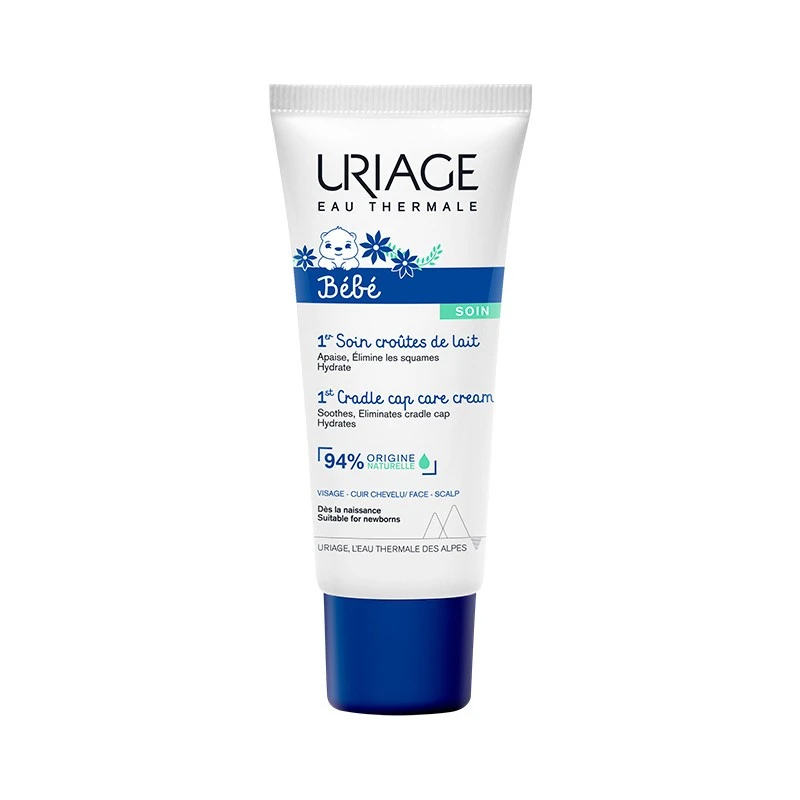 URIAGE
EAU THERMALE
Bébé
SOIN
1er Soin croûtes de lait
Apaise, Élimine les squames
Hydrate
1st Cradle cap care cream
Soothes, Eliminates cradle cap
Hydrates
94% ORIGINE
NATURELLE
VISAGE - CUIR CHEVELU/ FACE - SCALP
Dès la naissance
Suitable for newborns
URIAGE, L'EAU THERMALE DES ALPES